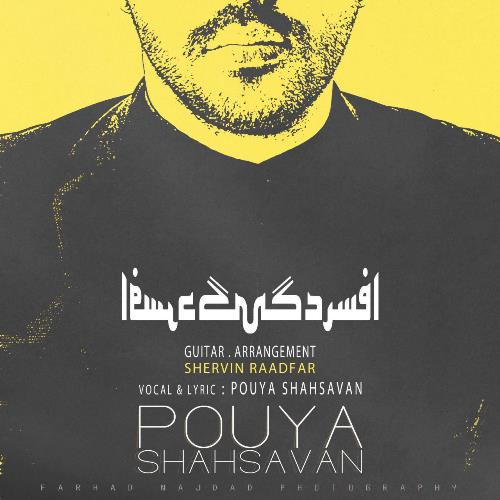 افسردگی
GUITAR . ARRANGEMENT
SHERVIN RAADFAR
VOCAL & LYRIC : POUYA SHAHSAVAN
POUYA
SHAHSAVAN
FARHAD NAJDAD PHOTOGRAPHY